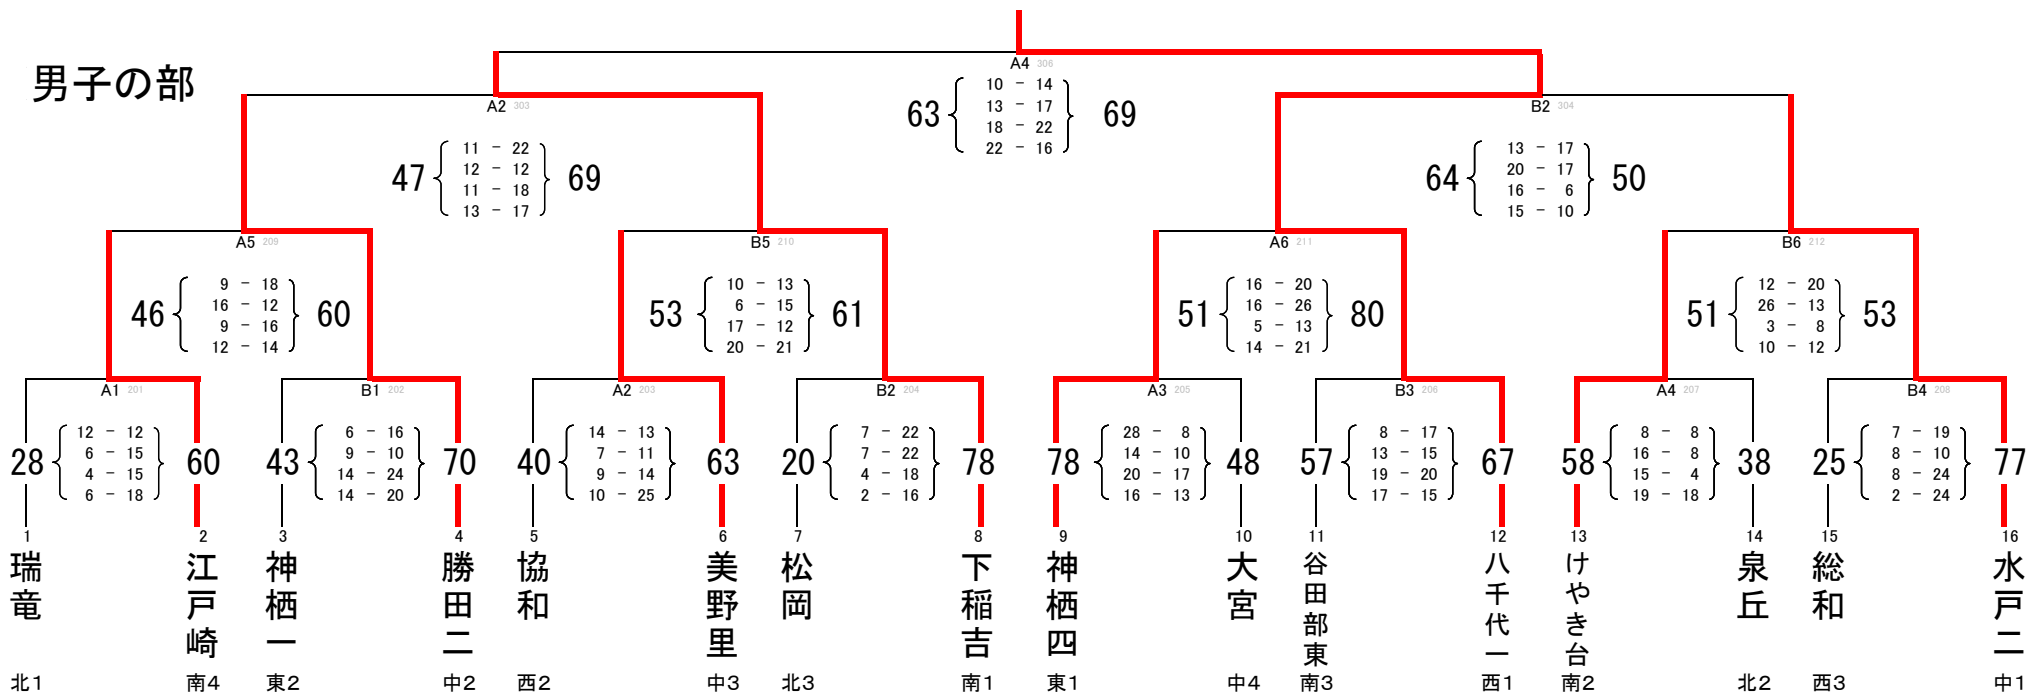 男子の部
A4 306
63 69
10 - 14
13 - 17
18 - 22
22 - 16
A2 303
47 69
11 - 22
12 - 12
11 - 18
13 - 17
B2 304
64 50
13 - 17
20 - 17
16 - 6
15 - 10
A5 209
46 60
9 - 18
16 - 12
9 - 16
12 - 14
B5 210
53 61
10 - 13
6 - 15
17 - 12
20 - 21
A6 211
51 80
16 - 20
16 - 26
5 - 13
14 - 21
B6 212
51 53
12 - 20
26 - 13
3 - 8
10 - 12
A1 201
28 60
12 - 12
6 - 15
4 - 15
6 - 18
B1 202
43 70
6 - 16
9 - 10
14 - 24
14 - 20
A2 203
40 63
14 - 13
7 - 11
9 - 14
10 - 25
B2 204
20 78
7 - 22
7 - 22
4 - 18
2 - 16
A3 205
78 48
28 - 8
14 - 10
20 - 17
16 - 13
B3 206
57 67
8 - 17
13 - 15
19 - 20
17 - 15
A4 207
58 38
8 - 8
16 - 8
15 - 4
19 - 18
B4 208
25 77
7 - 19
8 - 10
8 - 24
2 - 24
1 2 3 4 5 6 7 8 9 10 11 12 13 14 15 16
瑞竜
江戸崎
神栖一
勝田二
協和
美野里
松岡
下稲吉
神栖四
大宮
谷田部東
八千代一
けやき台
泉丘
総和
水戸二
北1 南4 東2 中2 西2 中3 北3 南1 東1 中4 南3 西1 南2 北2 西3 中1